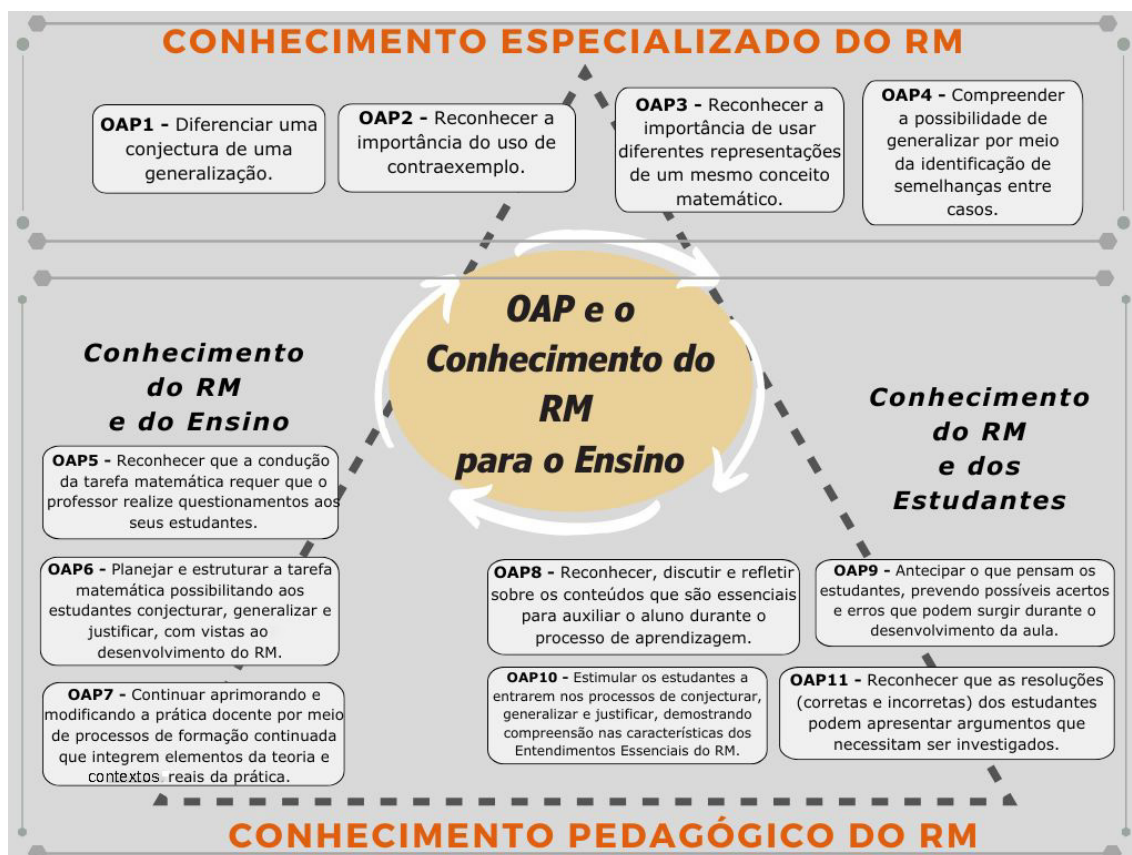 CONHECIMENTO ESPECIALIZADO DO RM
OAP1 - Diferenciar uma
conjectura de uma
generalização.
OAP2 - Reconhecer a
importância do uso de
contraexemplo.
OAP3 - Reconhecer a
importância de usar
diferentes representações
de um mesmo conceito
matemático.
OAP4 - Compreender
a possibilidade de
generalizar por meio
da identificação de
semelhanças entre
casos.
OAP e o
Conhecimento do
RM
para o Ensino
Conhecimento
do RM
e do Ensino
OAP5 - Reconhecer que a condução
da tarefa matemática requer que o
professor realize questionamentos aos
seus estudantes.
OAP6 - Planejar e estruturar a tarefa
matemática possibilitando aos
estudantes conjecturar, generalizar e
justificar, com vistas ao
desenvolvimento do RM.
OAP7 - Continuar aprimorando e
modificando a prática docente por meio
de processos de formação continuada
que integrem elementos da teoria e
contextos reais da prática.
Conhecimento
do RM
e dos
Estudantes
OAP8 - Reconhecer, discutir e refletir
sobre os conteúdos que são essenciais
para auxiliar o aluno durante o
processo de aprendizagem.
OAP9 - Antecipar o que pensam os
estudantes, prevendo possíveis acertos
e erros que podem surgir durante o
desenvolvimento da aula.
OAP10 - Estimular os estudantes a
entrarem nos processos de conjecturar,
generalizar e justificar, demostrando
compreensão nas características dos
Entendimentos Essenciais do RM.
OAP11 - Reconhecer que as resoluções
(corretas e incorretas) dos estudantes
podem apresentar argumentos que
necessitam ser investigados.
CONHECIMENTO PEDAGÓGICO DO RM